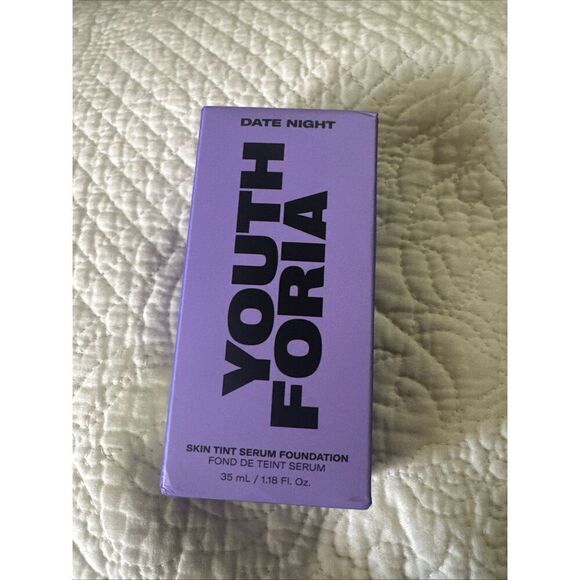 DATE NIGHT
YOUTH
FORIA
SKIN TINT SERUM FOUNDATION
FOND DE TEINT SERUM
35 mL / 1.18 Fl. Oz.